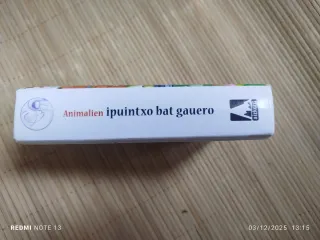 Animalien ipuintxo bat gauero
REDMI NOTE 13
03/12/2025 13:15